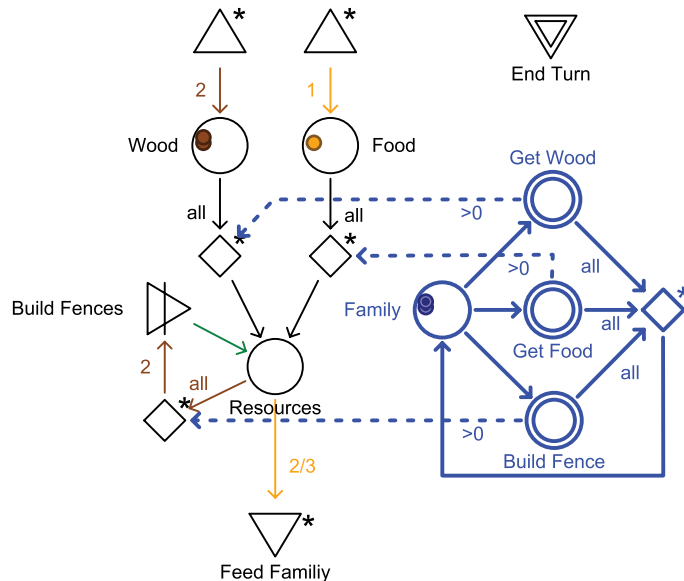 *
*
End Turn
2
1
Wood
Food
Get Wood
all
all
>0
*
*
>0
all
Build Fences
Family
*
all
Get Food
2
all
all
*
Resources
>0
Build Fence
2/3
*
Feed Familiy